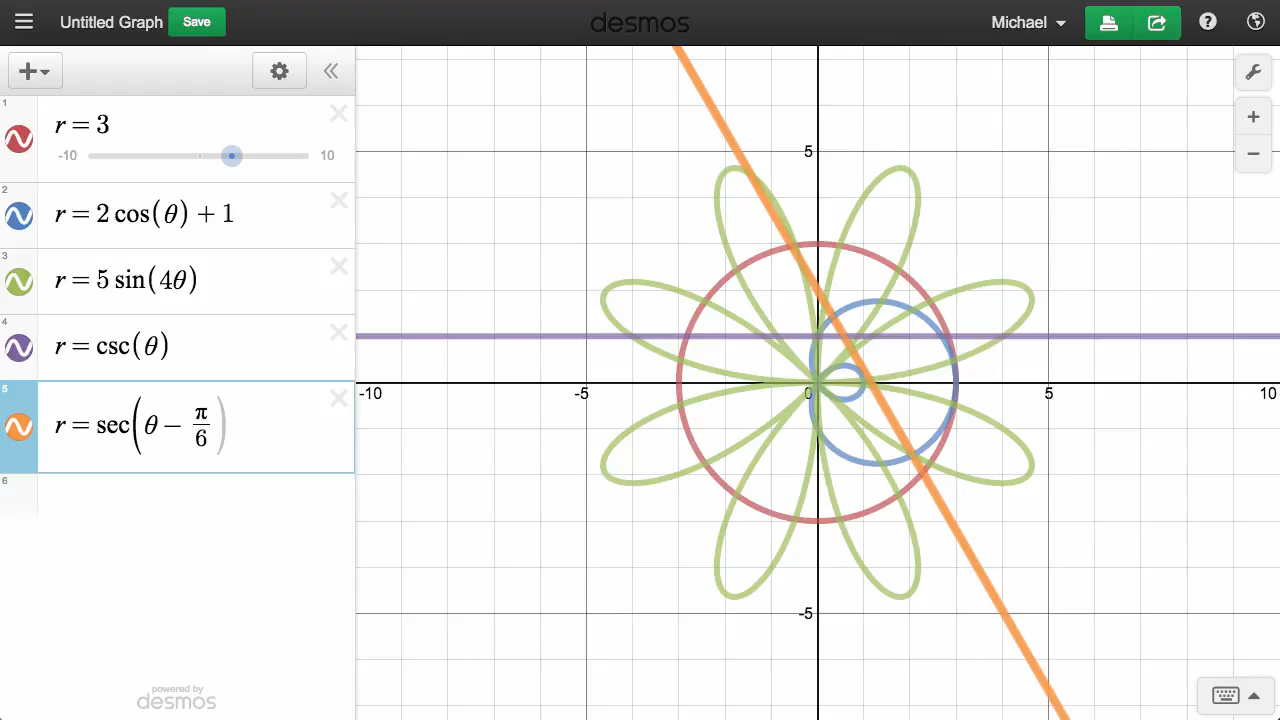 Untitled Graph Save desmos Michael
1
r = 3
-10 10
2
r = 2 cos(θ) + 1
3
r = 5 sin(4θ)
4
r = csc(θ)
5
r = sec(θ − π/6)
6
powered by
desmos
5
-10 -5 0 5 10
-5